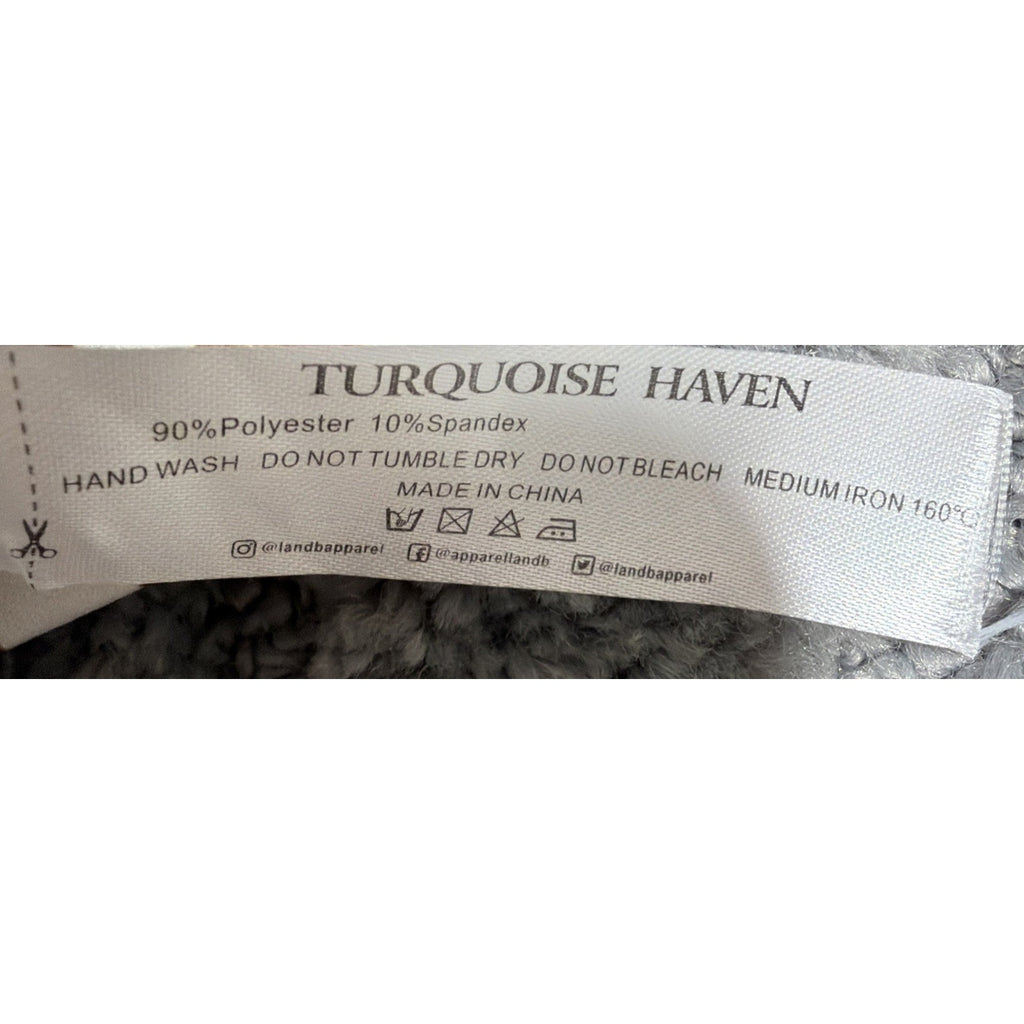 TURQUOISE HAVEN
90%Polyester 10%Spandex
HAND WASH DO NOT TUMBLE DRY DO NOT BLEACH MEDIUM IRON 160°C
MADE IN CHINA
@landbapparel @apparellandb @landbapparel